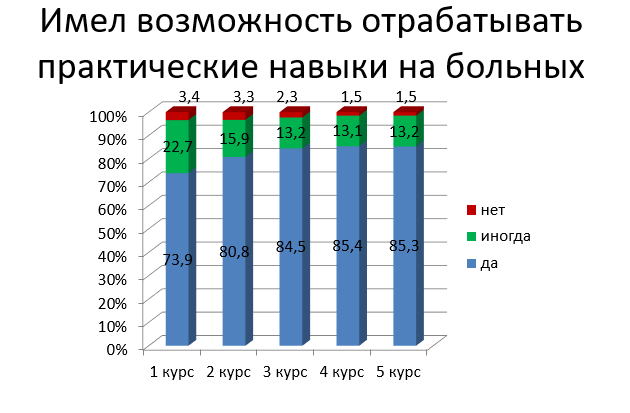 Имел возможность отрабатывать
практические навыки на больных
3,4 3,3 2,3 1,5 1,5
100%
90%
80%
70%
60%
50%
40%
30%
20%
10%
0%
22,7 15,9 13,2 13,1 13,2
73,9 80,8 84,5 85,4 85,3
1 курс 2 курс 3 курс 4 курс 5 курс
нет
иногда
да